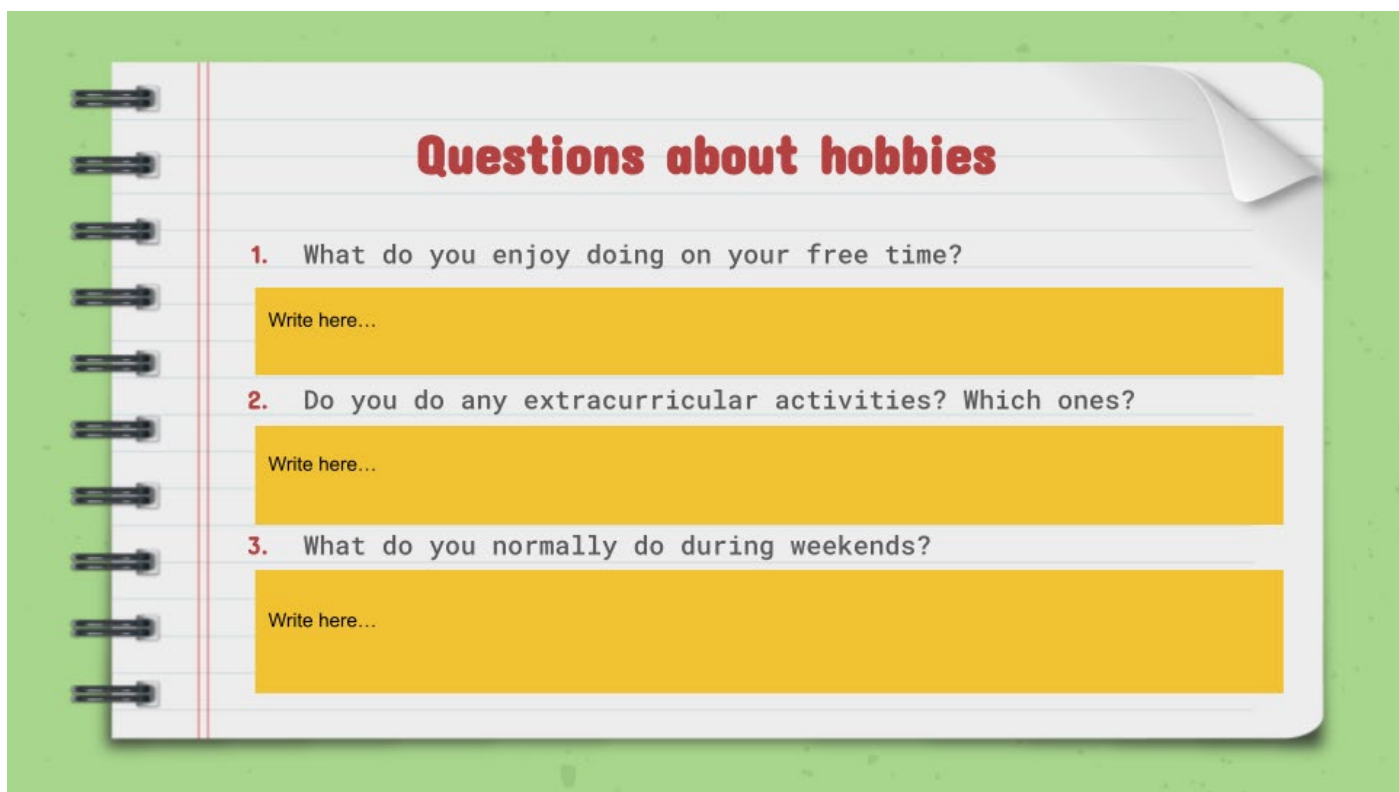 Questions about hobbies
1. What do you enjoy doing on your free time?
Write here...
2. Do you do any extracurricular activities? Which ones?
Write here...
3. What do you normally do during weekends?
Write here...